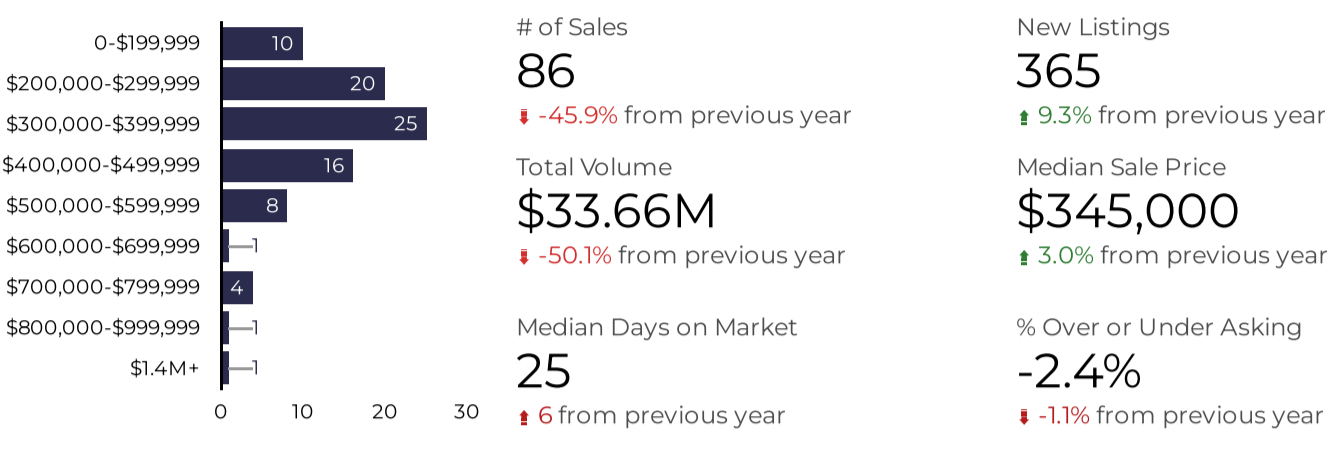 0-$199,999 10
$200,000-$299,999 20
$300,000-$399,999 25
$400,000-$499,999 16
$500,000-$599,999 8
$600,000-$699,999 1
$700,000-$799,999 4
$800,000-$999,999 1
$1.4M+ 1
0 10 20 30
# of Sales
86
-45.9% from previous year
Total Volume
$33.66M
-50.1% from previous year
Median Days on Market
25
6 from previous year
New Listings
365
9.3% from previous year
Median Sale Price
$345,000
3.0% from previous year
% Over or Under Asking
-2.4%
-1.1% from previous year